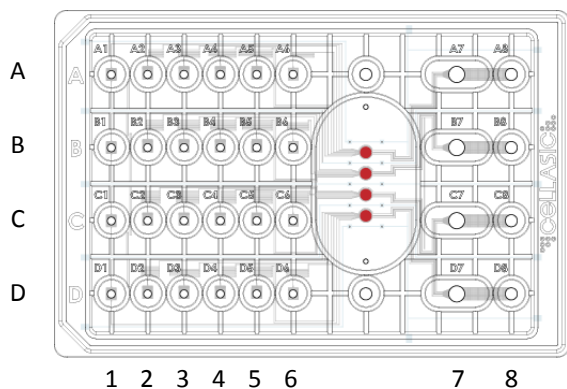 A1 A2 A3 A4 A5 A6 A7 A8
A A
B1 B2 B3 B4 B5 B6 B7 B8
B B
C1 C2 C3 C4 C5 C6 C7 C8
C C
D1 D2 D3 D4 D5 D6 D7 D8
D D
CELLASIC
1 2 3 4 5 6 7 8